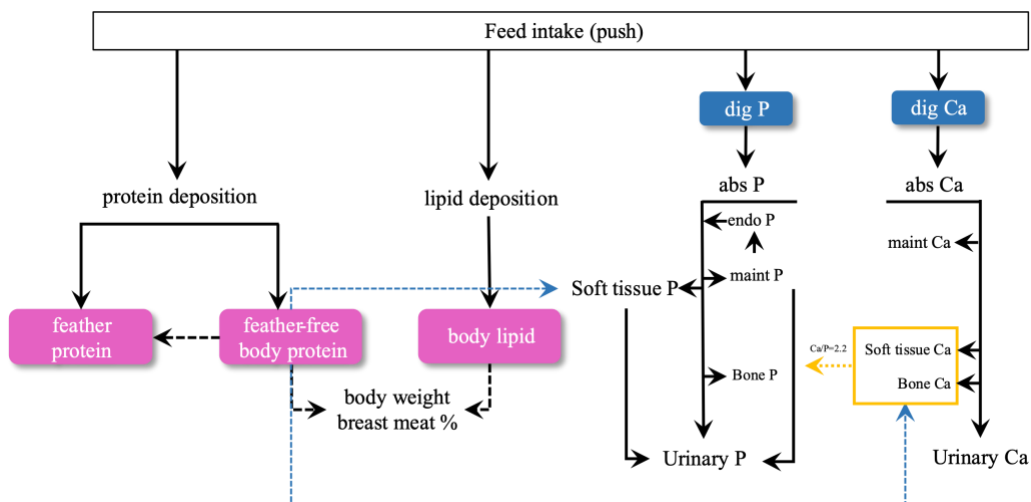 Feed intake (push)
dig P
dig Ca
protein deposition
lipid deposition
abs P
abs Ca
endo P
maint Ca
maint P
Soft tissue P
feather
protein
feather-free
body protein
body lipid
Ca/P=2.2
Soft tissue Ca
Bone P
Bone Ca
body weight
breast meat %
Urinary P
Urinary Ca